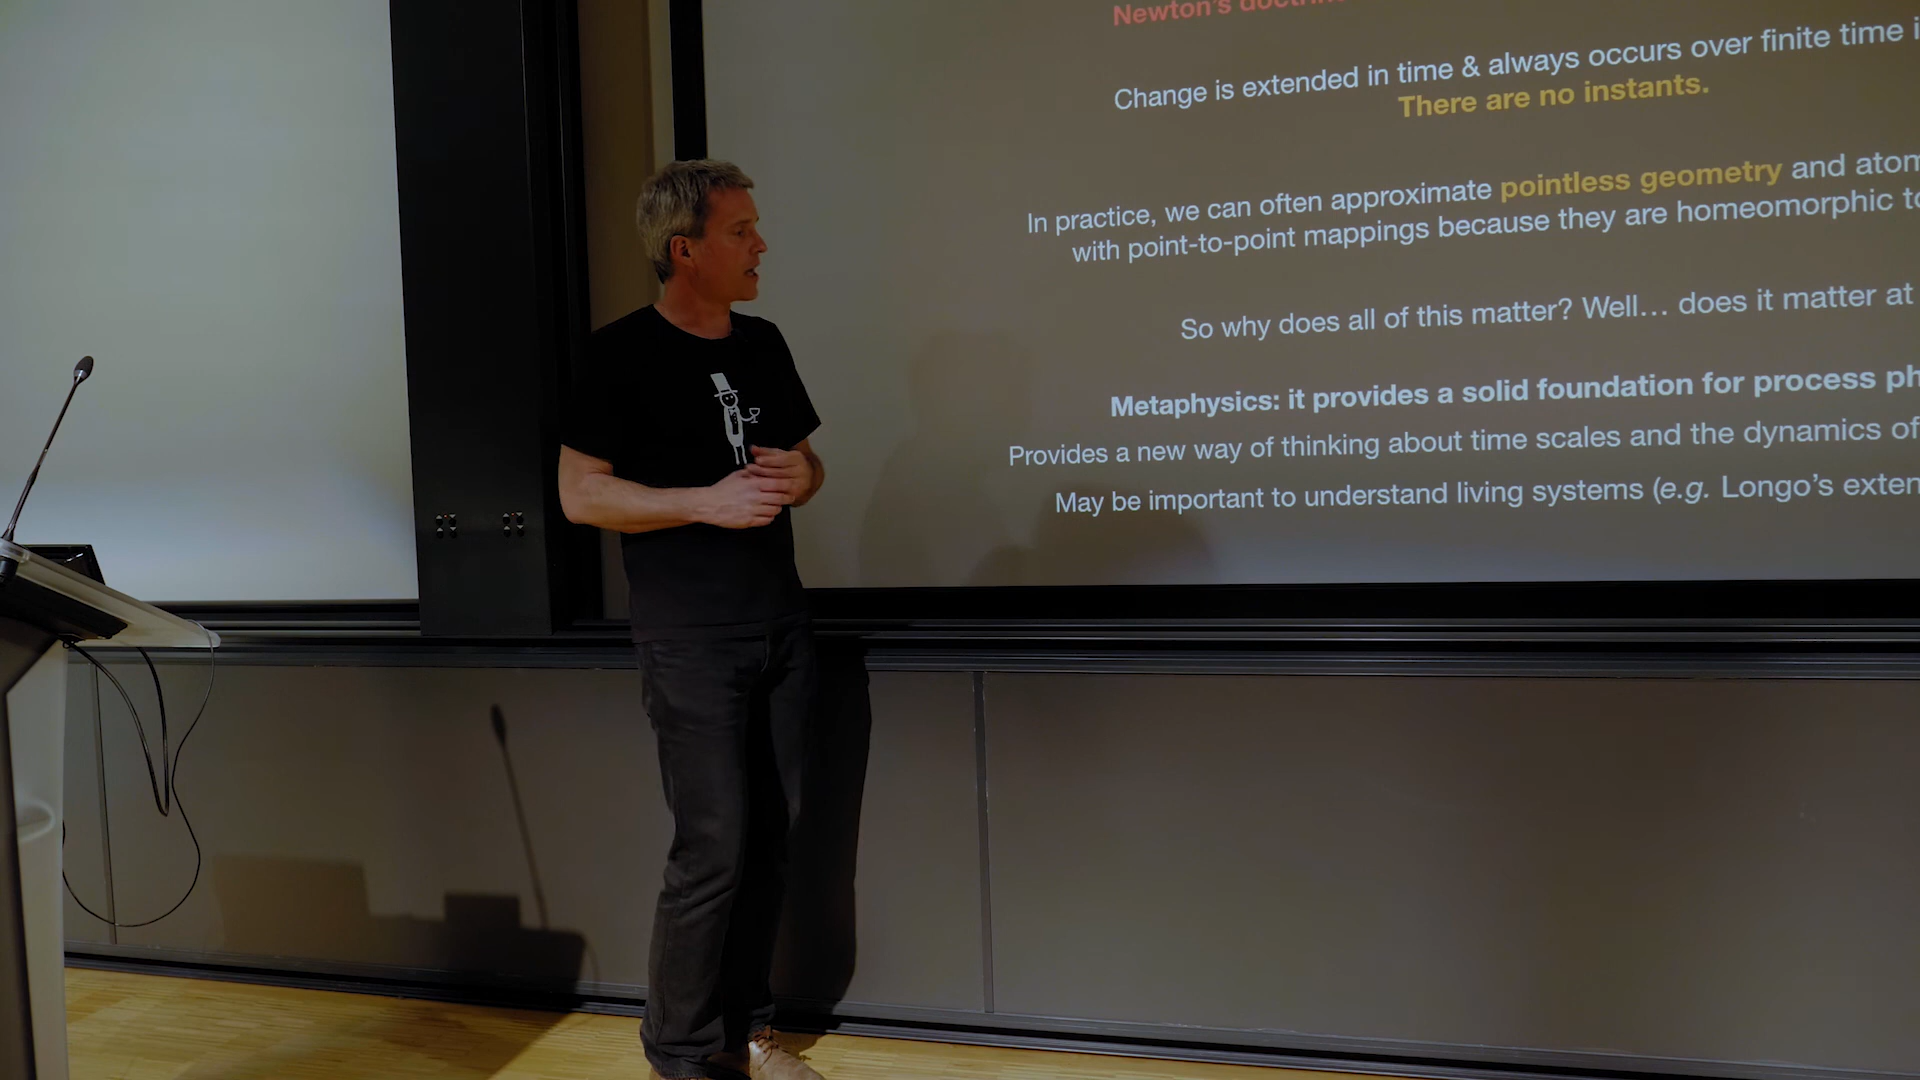 Newton's
Change is extended in time & always occurs over finite time
There are no instants.
In practice, we can often approximate pointless geometry and
with point-to-point mappings because they are homeomorphic
So why does all of this matter? Well… does it matter at
Metaphysics: it provides a solid foundation for process
Provides a new way of thinking about time scales and the dynamics of
May be important to understand living systems (e.g. Longo's